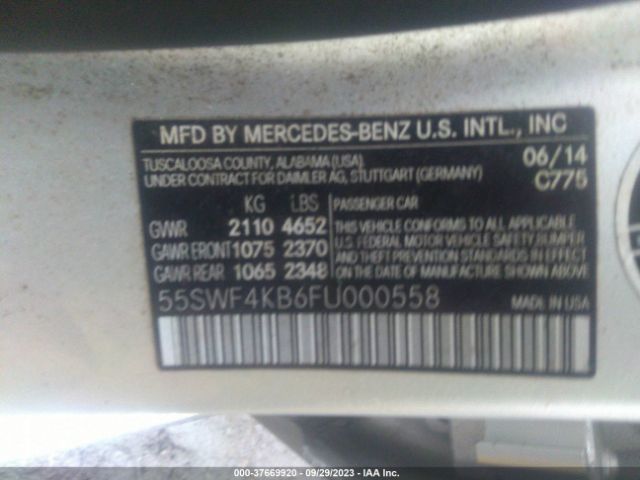 MFD BY MERCEDES-BENZ U.S. INTL., INC
TUSCALOOSA COUNTY, ALABAMA (USA) 06/14
UNDER CONTRACT FOR DAIMLER AG, STUTTGART (GERMANY) C775
KG LBS PASSENGER CAR
GVWR 2110 4652 THIS VEHICLE CONFORMS TO ALL APPLICABLE
GAWR FRONT 1075 2370 U.S. FEDERAL MOTOR VEHICLE SAFETY, BUMPER,
AND THEFT PREVENTION STANDARDS IN EFFECT
GAWR REAR 1065 2348 ON THE DATE OF MANUFACTURE SHOWN ABOVE.
55SWF4KB6FU000558 MADE IN USA
000-37669920 - 09/29/2023 - IAA Inc.